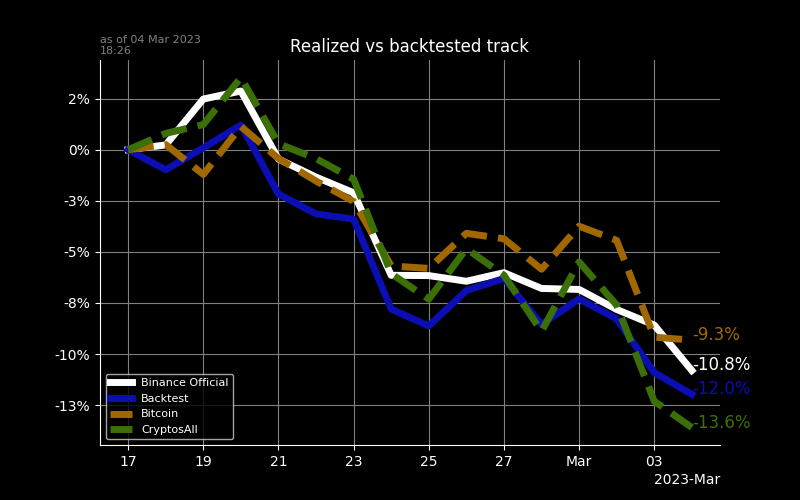 as of 04 Mar 2023
18:26
Realized vs backtested track
2%
0%
-3%
-5%
-8%
-10%
-13%
-9.3%
-10.8%
-12.0%
-13.6%
Binance Official
Backtest
Bitcoin
CryptosAll
17 19 21 23 25 27 Mar 03
2023-Mar